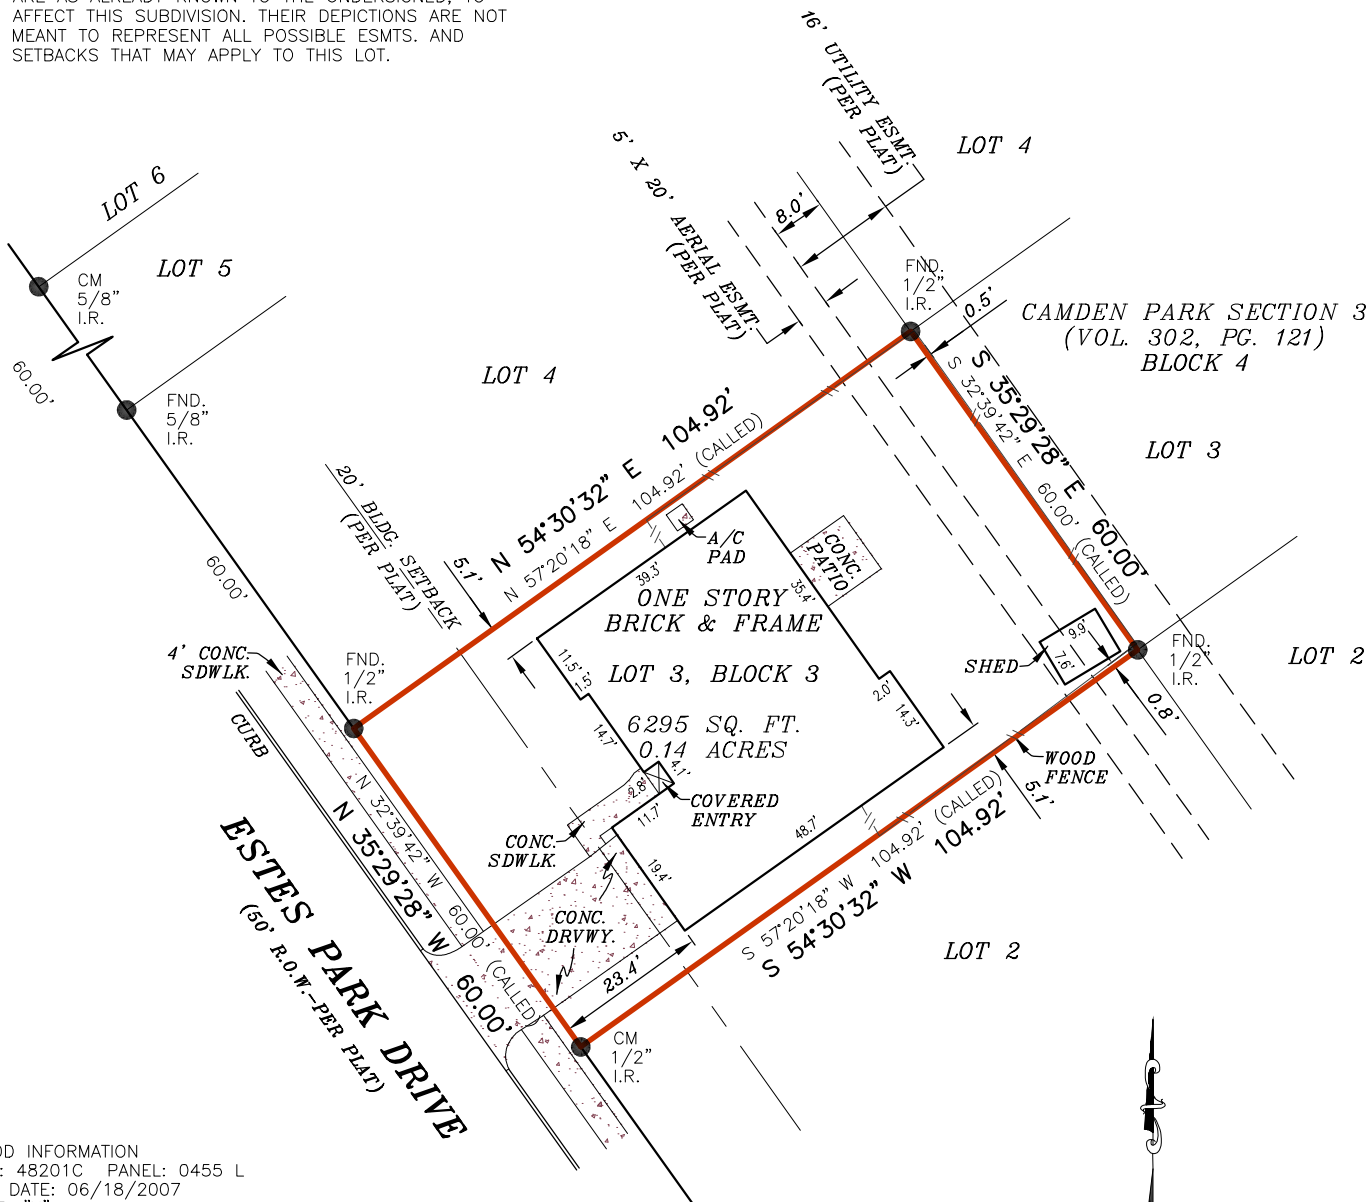 AFFECT THIS SUBDIVISION. THEIR DEPICTIONS ARE NOT
MEANT TO REPRESENT ALL POSSIBLE ESMTS. AND
SETBACKS THAT MAY APPLY TO THIS LOT.
16' UTILITY ESMT.
(PER PLAT)
LOT 4
5' X 20' AERIAL ESMT.
(PER PLAT)
8.0'
LOT 6
LOT 5
CM
5/8"
I.R.
60.00'
FND.
5/8"
I.R.
FND.
1/2"
I.R.
0.5'
CAMDEN PARK SECTION 3
(VOL. 302, PG. 121)
BLOCK 4
LOT 4
LOT 3
S 35°29'28" E 60.00'
S 32°39'42" E 60.00' (CALLED)
N 54°30'32" E 104.92'
N 57°20'18" E 104.92' (CALLED)
20' BLDG. SETBACK
(PER PLAT)
5.1'
60.00'
A/C
PAD
CONC.
PATIO
39.3'
35.4'
ONE STORY
BRICK & FRAME
LOT 3, BLOCK 3
6295 SQ. FT.
0.14 ACRES
11.5'
1.5'
14.7'
4.1'
2.8'
11.7'
19.4'
48.7'
14.3'
2.0'
COVERED
ENTRY
4' CONC.
SDWLK.
FND.
1/2"
I.R.
CURB
SHED
9.9'
7.6'
FND.
1/2"
I.R.
LOT 2
0.8'
WOOD
FENCE
5.1'
CONC.
SDWLK.
CONC.
DRVWY.
23.4'
N 32°39'42" W 60.00' (CALLED)
N 35°29'28" W 60.00'
S 57°20'18" W 104.92' (CALLED)
S 54°30'32" W 104.92'
LOT 2
ESTES PARK DRIVE
(50' R.O.W.-PER PLAT)
CM
1/2"
I.R.
INFORMATION
: 48201C PANEL: 0455 L
DATE: 06/18/2007